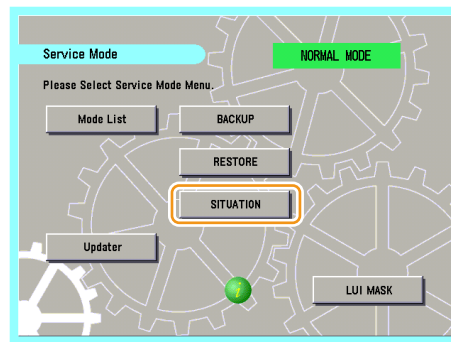 Service Mode
NORMAL MODE
Please Select Service Mode Menu.
Mode List
BACKUP
RESTORE
SITUATION
Updater
i
LUI MASK